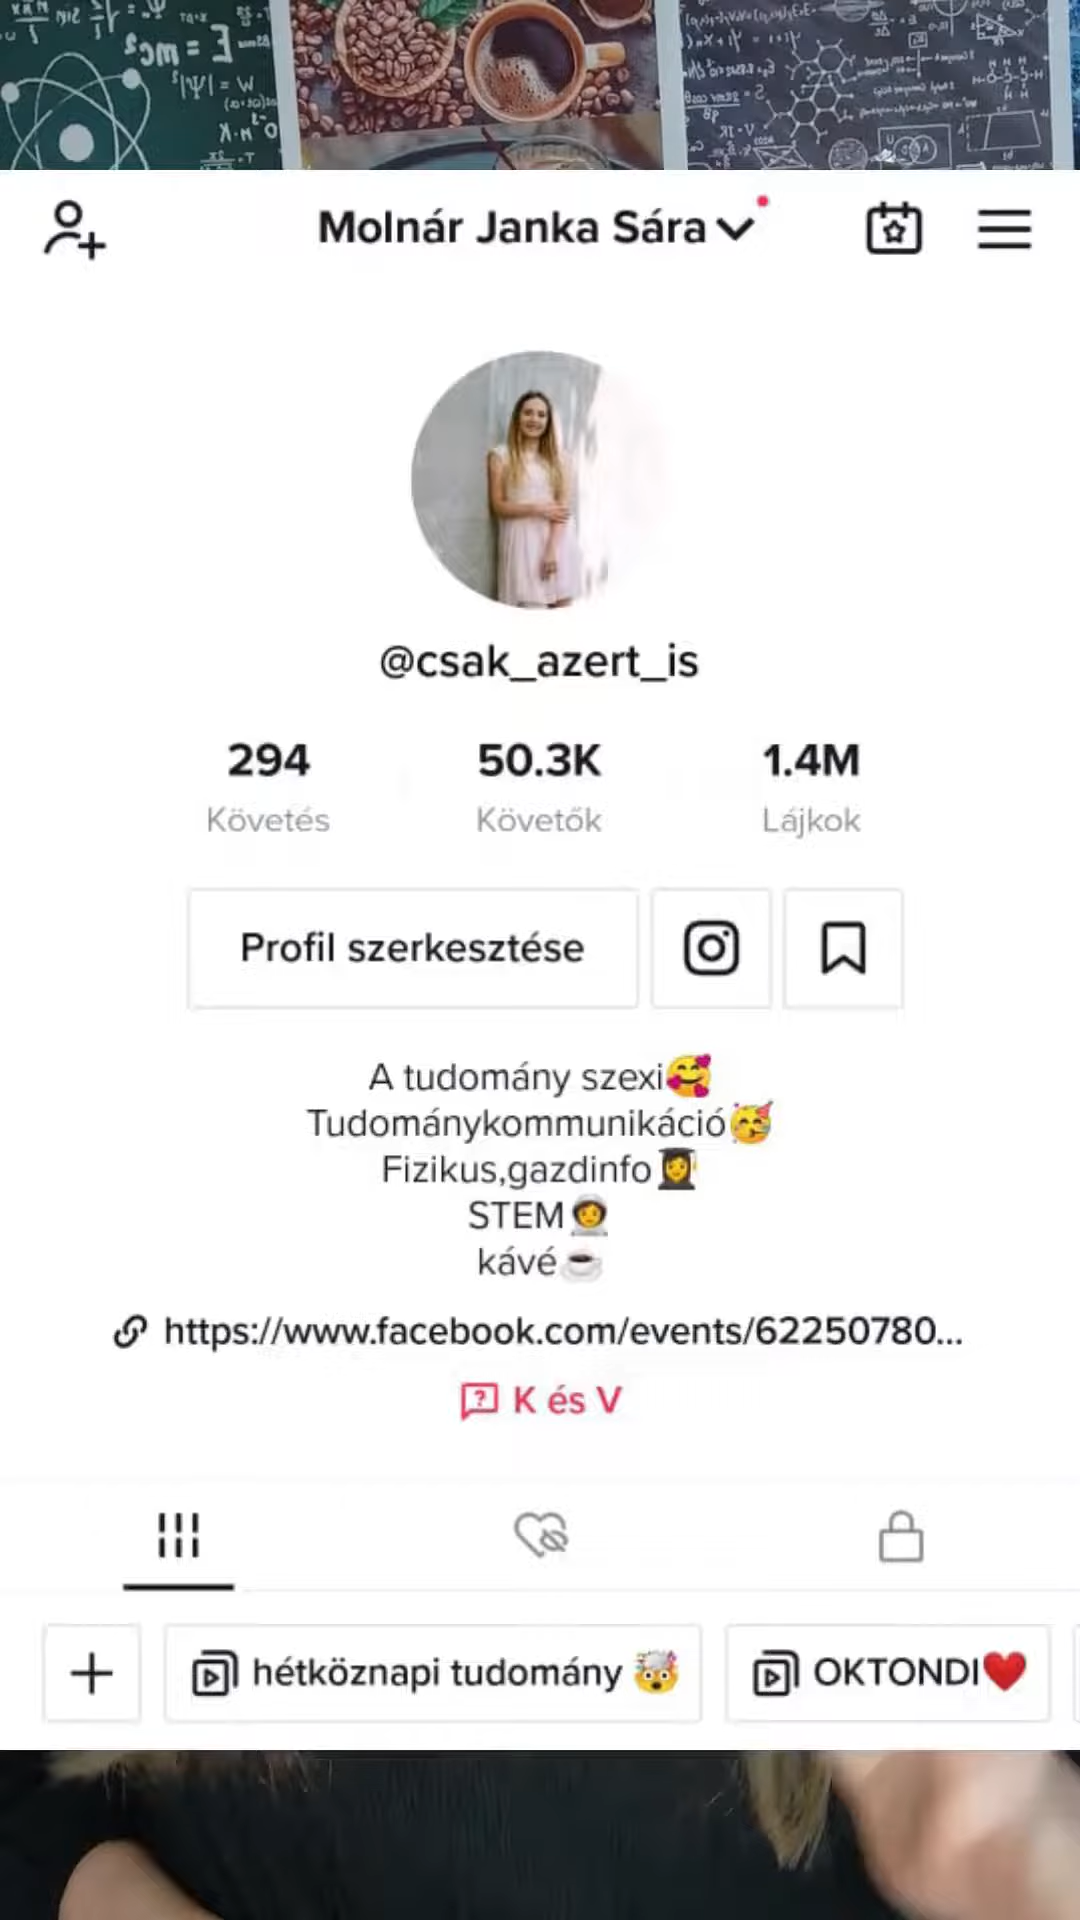 Molnár Janka Sára
@csak_azert_is
294 50.3K 1.4M
Követés Követők Lájkok
Profil szerkesztése
A tudomány szexi🥰
Tudománykommunikáció🥳
Fizikus,gazdinfo👩‍🎓
STEM👩‍🚀
kávé☕
https://www.facebook.com/events/62250780...
K és V
hétköznapi tudomány 🤯 OKTONDI❤️